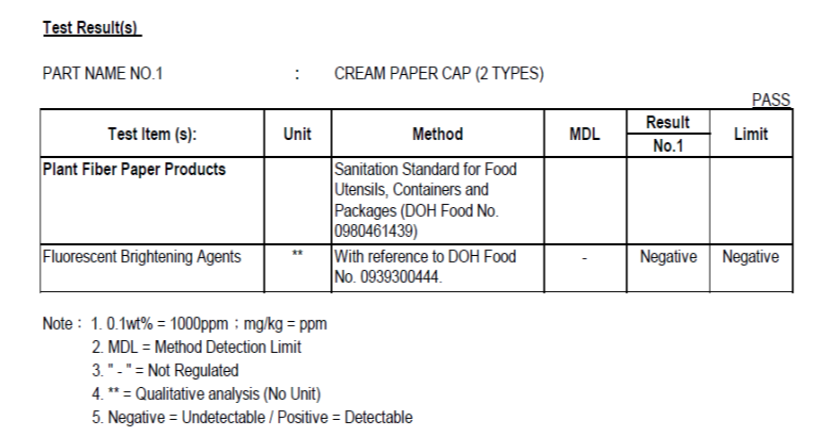 Test Result(s)
PART NAME NO.1 : CREAM PAPER CAP (2 TYPES)
PASS
Test Item (s): Unit Method MDL Result Limit
No.1
Plant Fiber Paper Products Sanitation Standard for Food
Utensils, Containers and
Packages (DOH Food No.
0980461439)
Fluorescent Brightening Agents ** With reference to DOH Food - Negative Negative
No. 0939300444.
Note : 1. 0.1wt% = 1000ppm ; mg/kg = ppm
2. MDL = Method Detection Limit
3. " - " = Not Regulated
4. ** = Qualitative analysis (No Unit)
5. Negative = Undetectable / Positive = Detectable